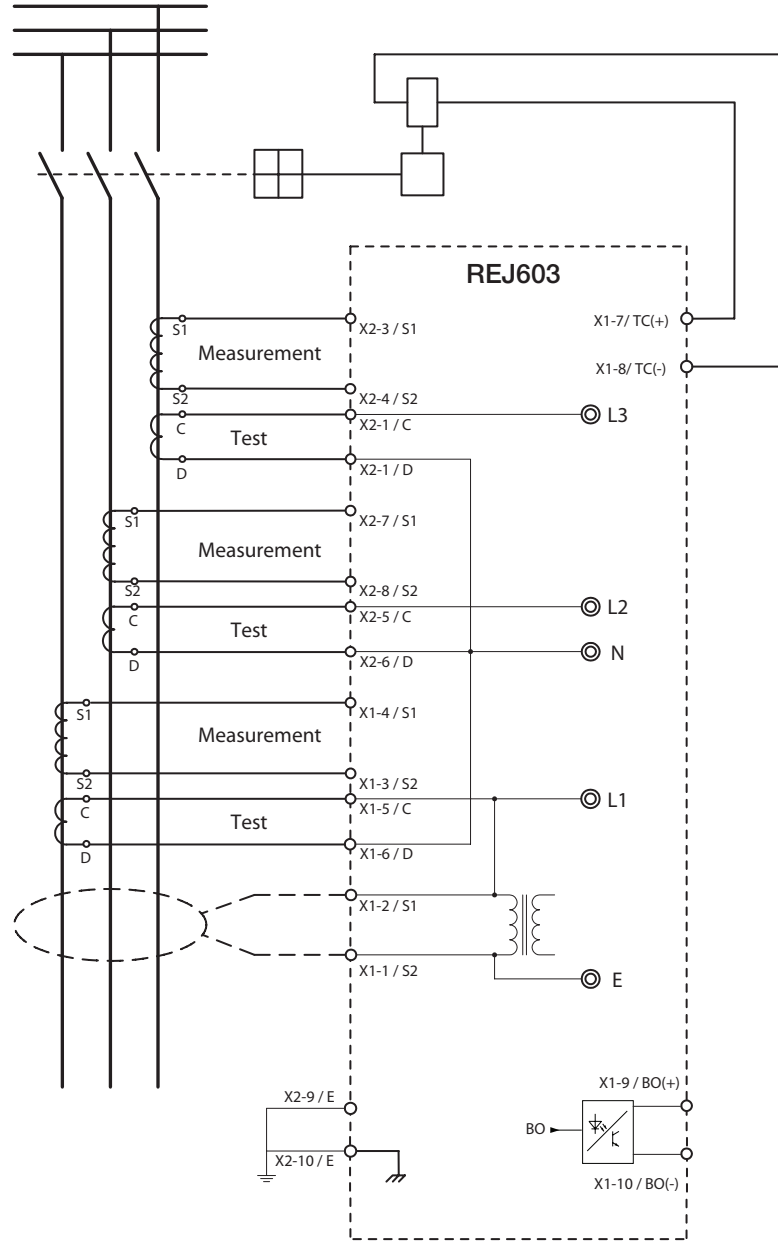 REJ603
X1-7/ TC(+)
S1
X2-3 / S1
Measurement
X1-8/ TC(-)
S2
X2-4 / S2
C
X2-1 / C
L3
Test
D
X2-1 / D
S1
X2-7 / S1
Measurement
S2
X2-8 / S2
C
X2-5 / C
L2
Test
D
X2-6 / D
N
S1
X1-4 / S1
Measurement
S2
X1-3 / S2
C
X1-5 / C
L1
Test
D
X1-6 / D
X1-2 / S1
X1-1 / S2
E
X2-9 / E
X1-9 / BO(+)
BO
X2-10 / E
X1-10 / BO(-)